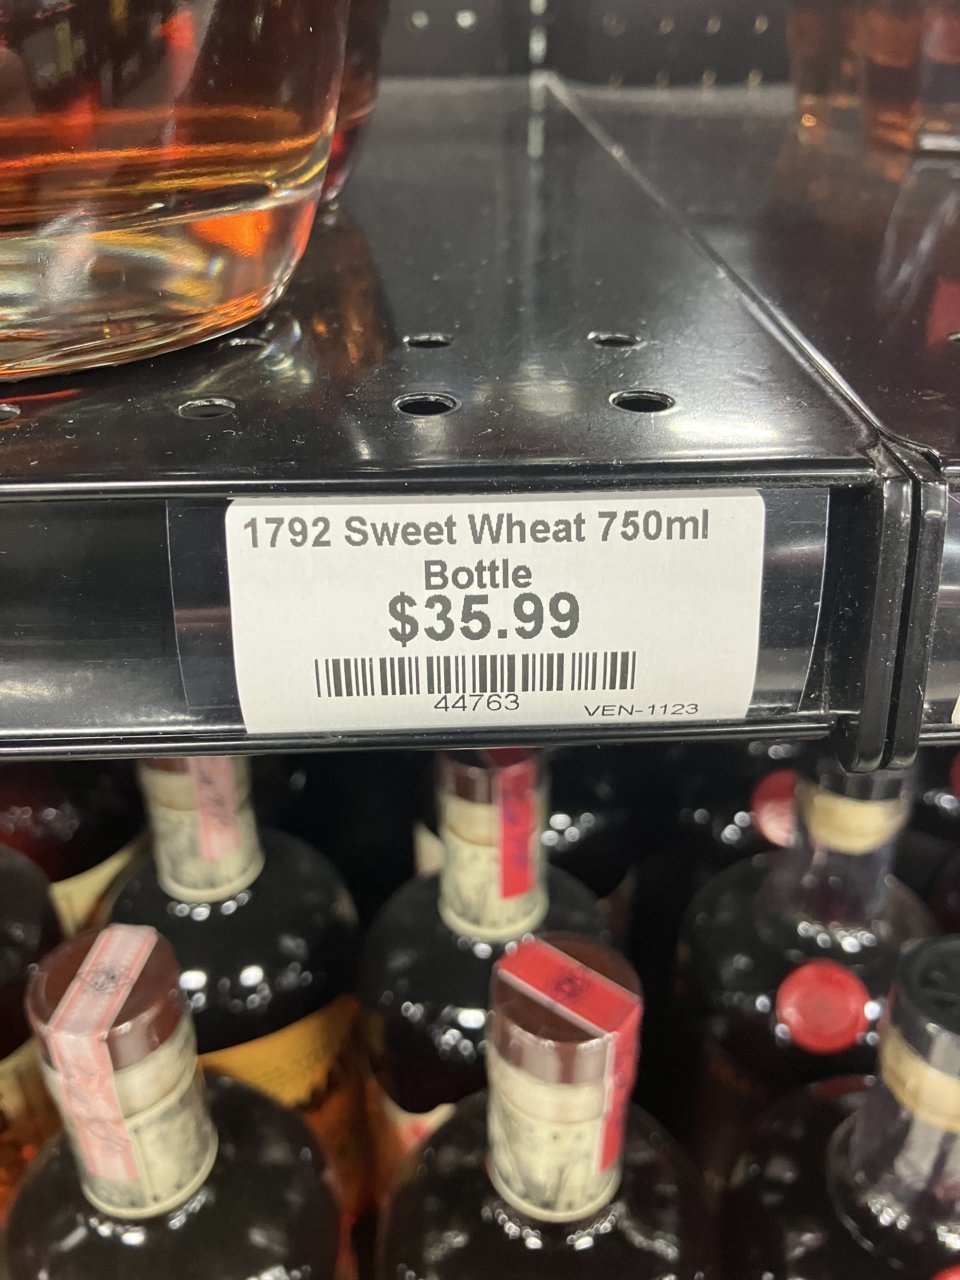 1792 Sweet Wheat 750ml
Bottle
$35.99
44763
VEN-1123